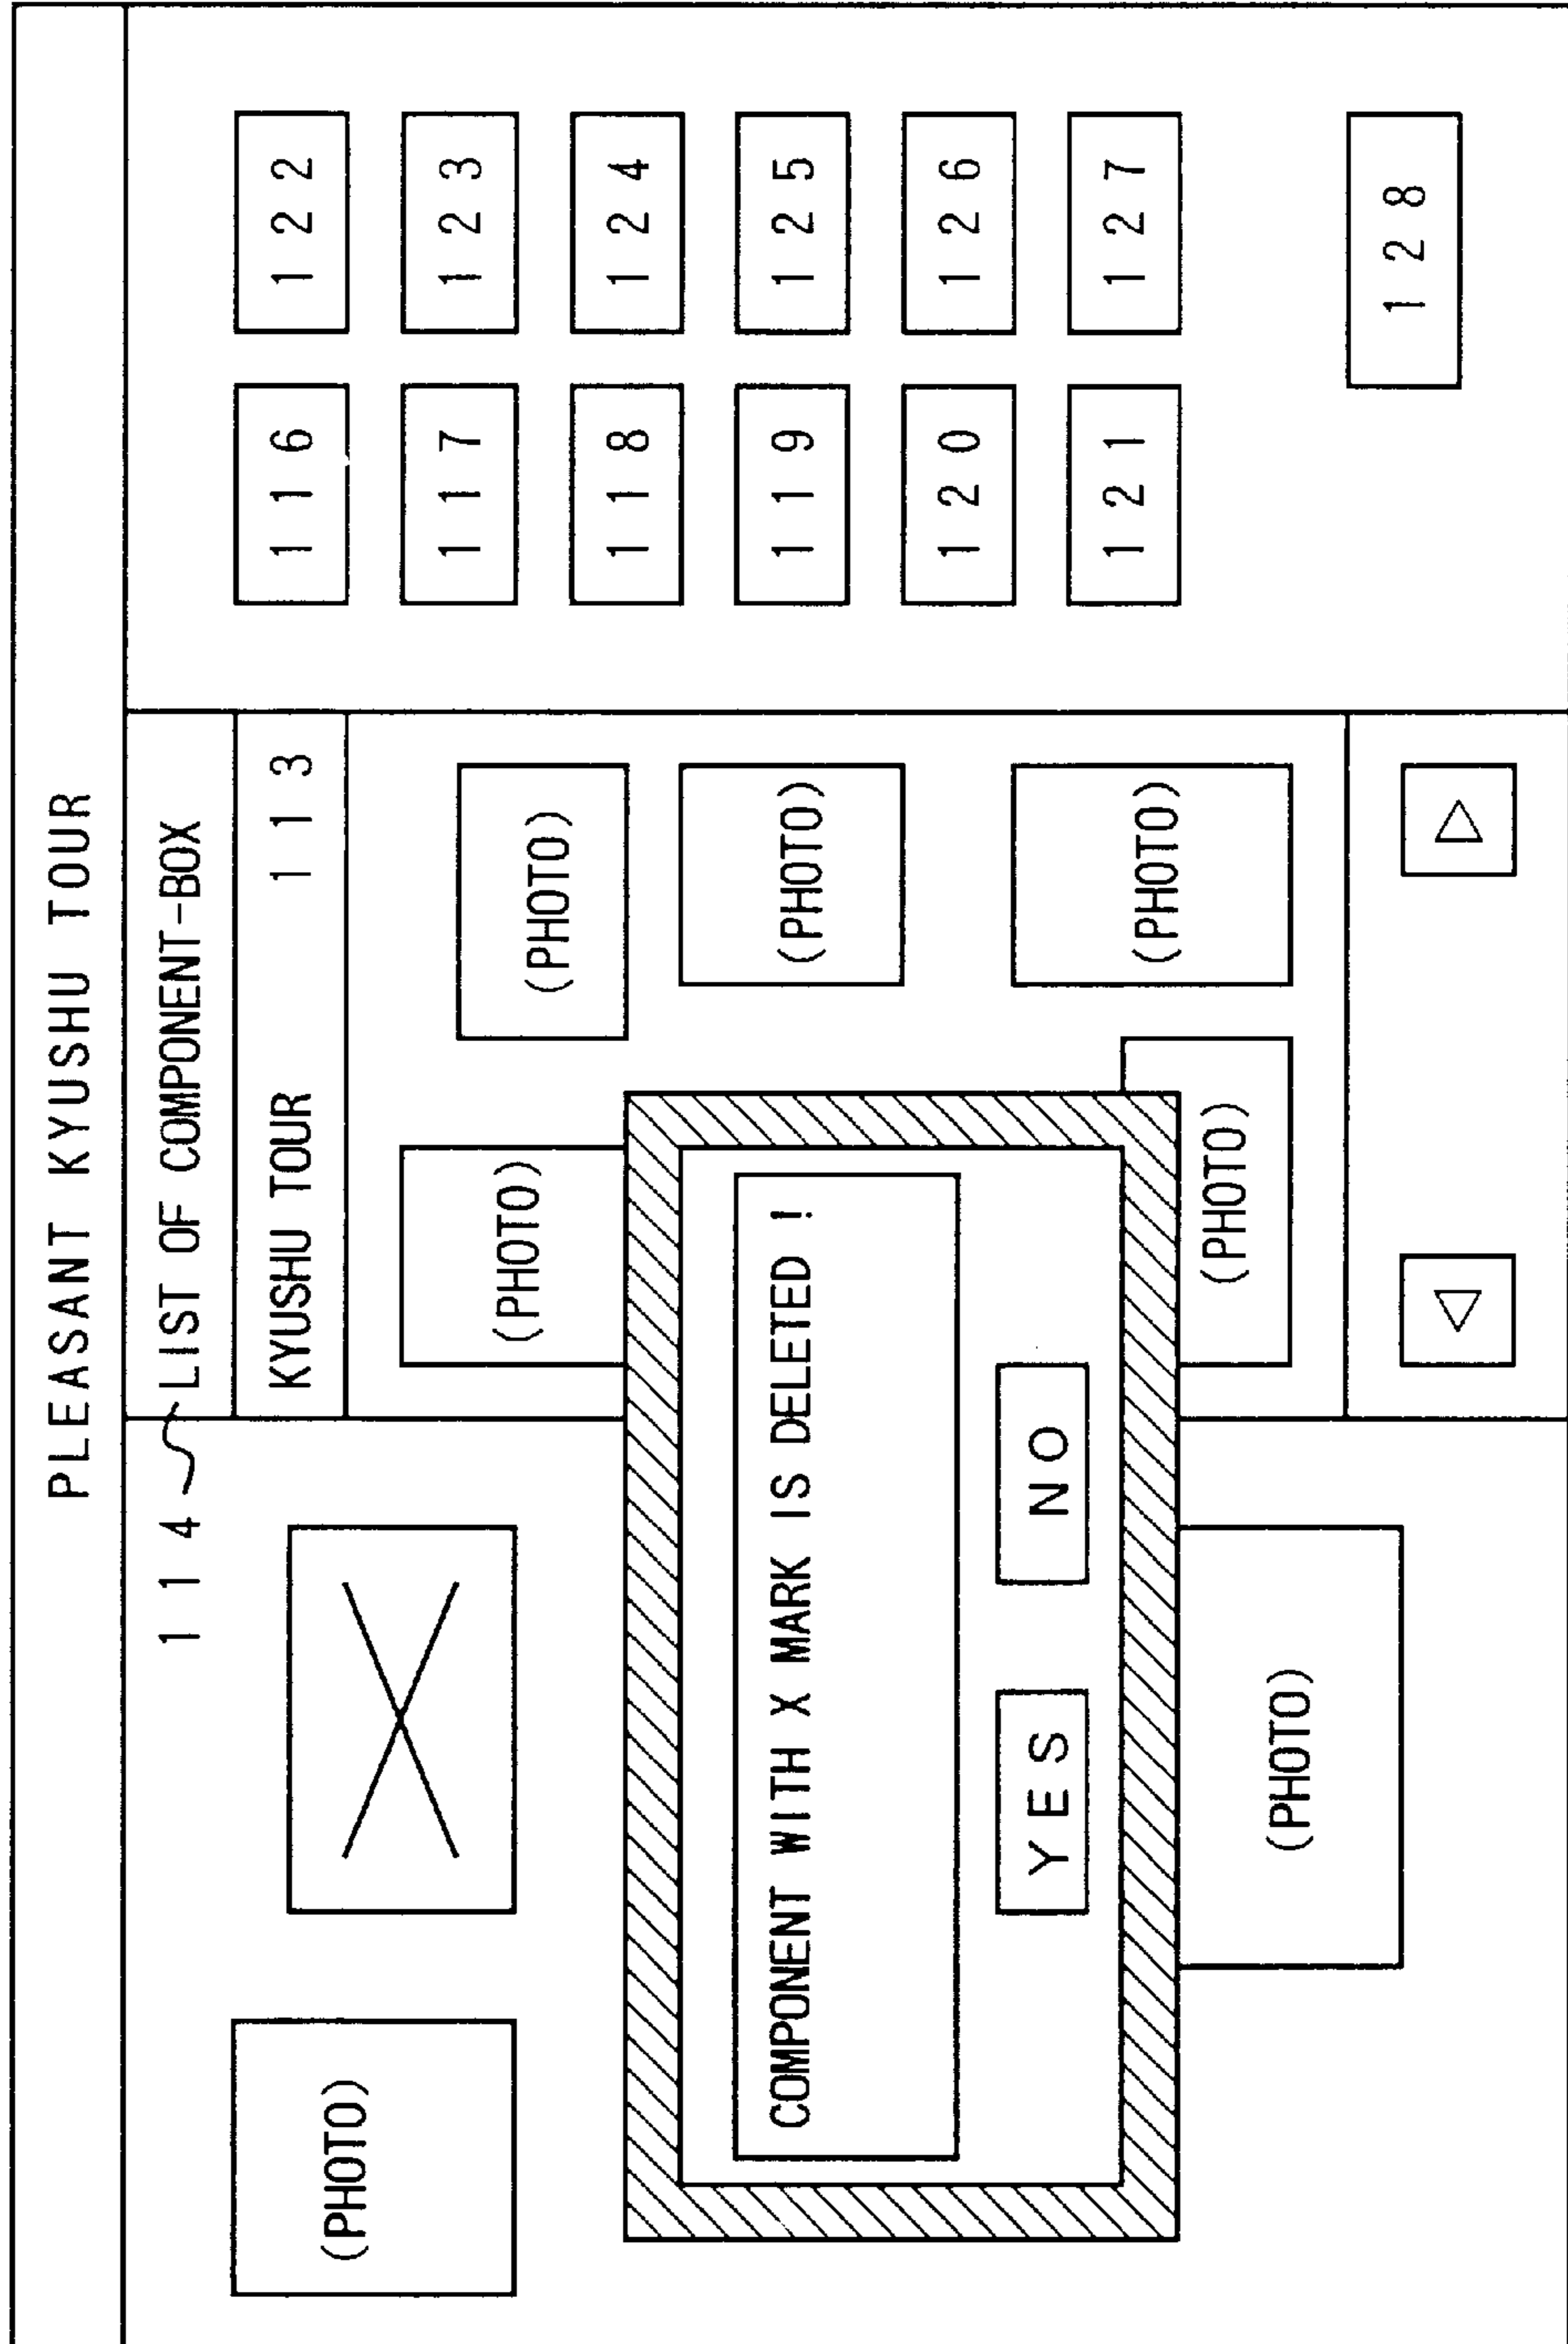 PLEASANT KYUSHU TOUR
114
LIST OF COMPONENT-BOX
KYUSHU TOUR 113
(PHOTO)
(PHOTO)
(PHOTO)
(PHOTO)
(PHOTO)
(PHOTO)
(PHOTO)
COMPONENT WITH X MARK IS DELETED !
YES
NO
116
122
117
123
118
124
119
125
120
126
121
127
128